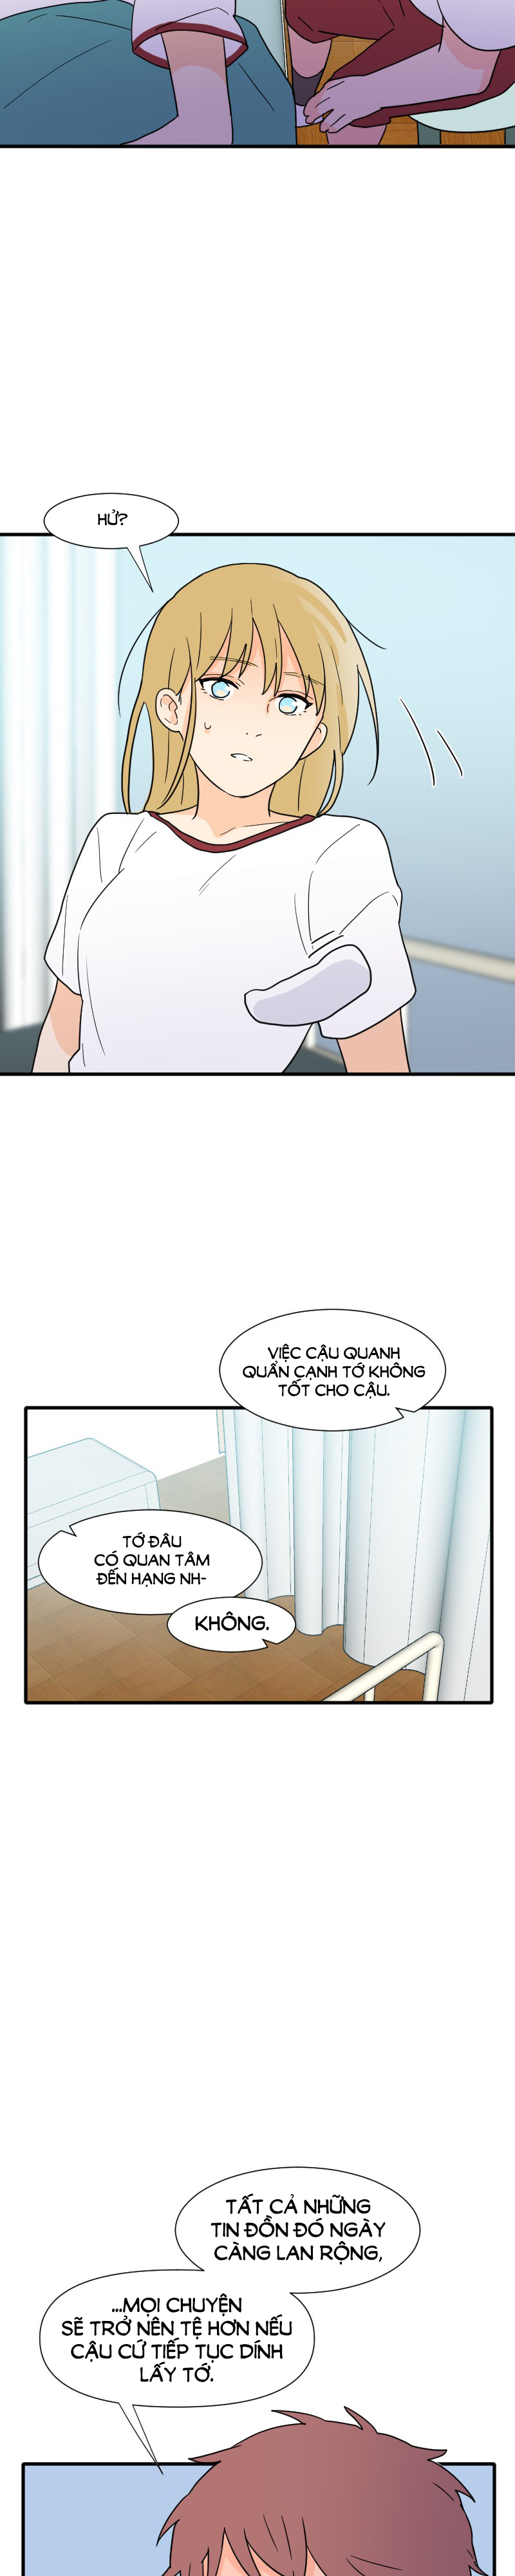 HỬ?
VIỆC CẬU QUANH
QUẨN CẠNH TỚ KHÔNG
TỐT CHO CẬU.
TỚ ĐÂU
CÓ QUAN TÂM
ĐẾN HẠNG NH-
KHÔNG.
TẤT CẢ NHỮNG
TIN ĐỒN ĐÓ NGÀY
CÀNG LAN RỘNG,
...MỌI CHUYỆN
SẼ TRỞ NÊN TỆ HƠN NẾU
CẬU CỨ TIẾP TỤC DÍNH
LẤY TỚ.